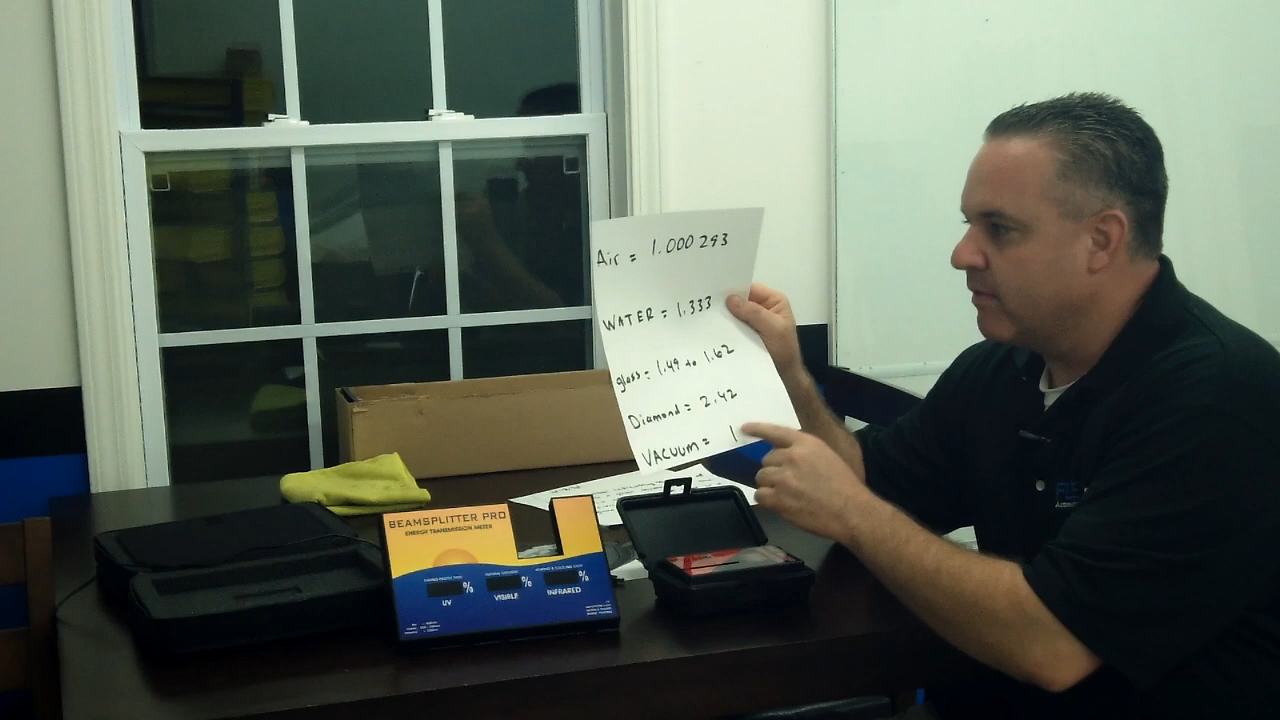 Air = 1.000293
WATER = 1.333
glass = 1.49 to 1.62
Diamond = 2.42
VACUUM = 1
BEAMSPLITTER PRO
ENERGY TRANSMISSION METER
% % %
UV VISIBLE INFRARED